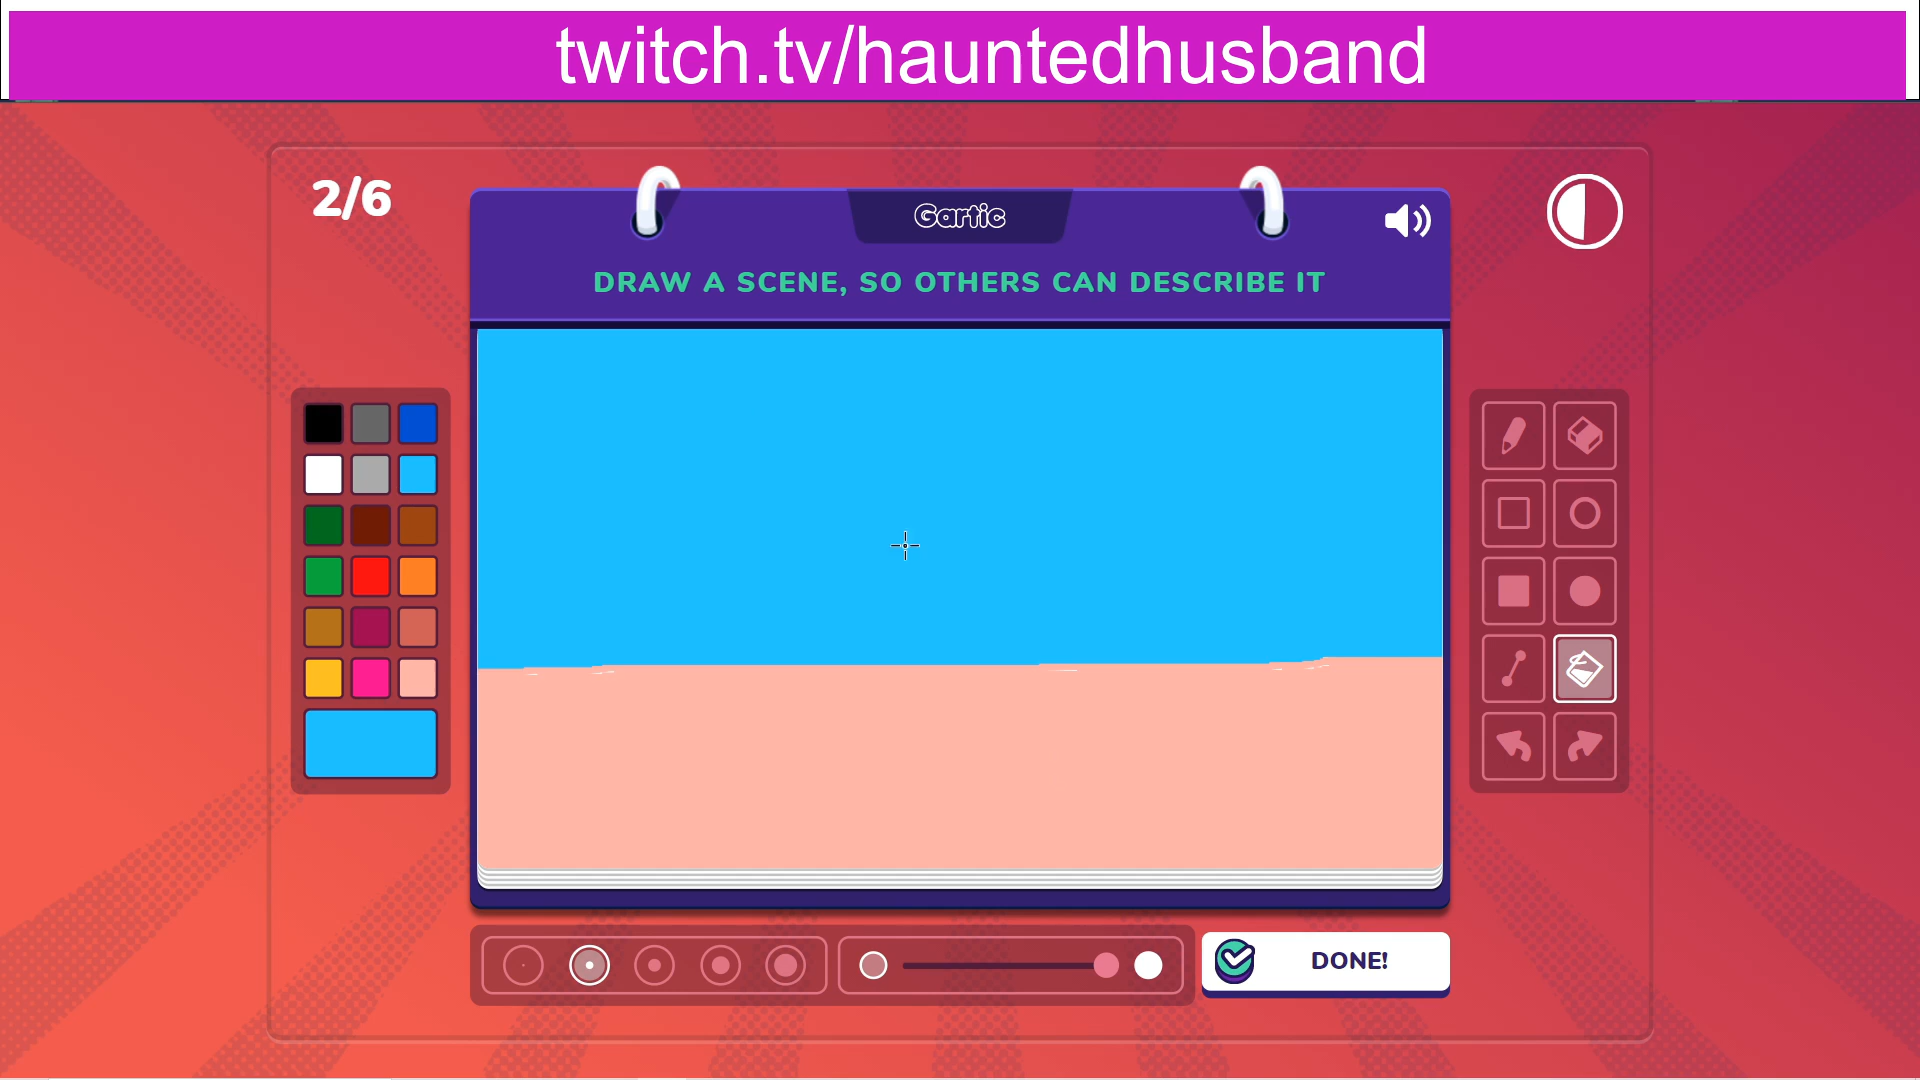 twitch.tv/hauntedhusband
2/6
Gartic
DRAW A SCENE, SO OTHERS CAN DESCRIBE IT
DONE!